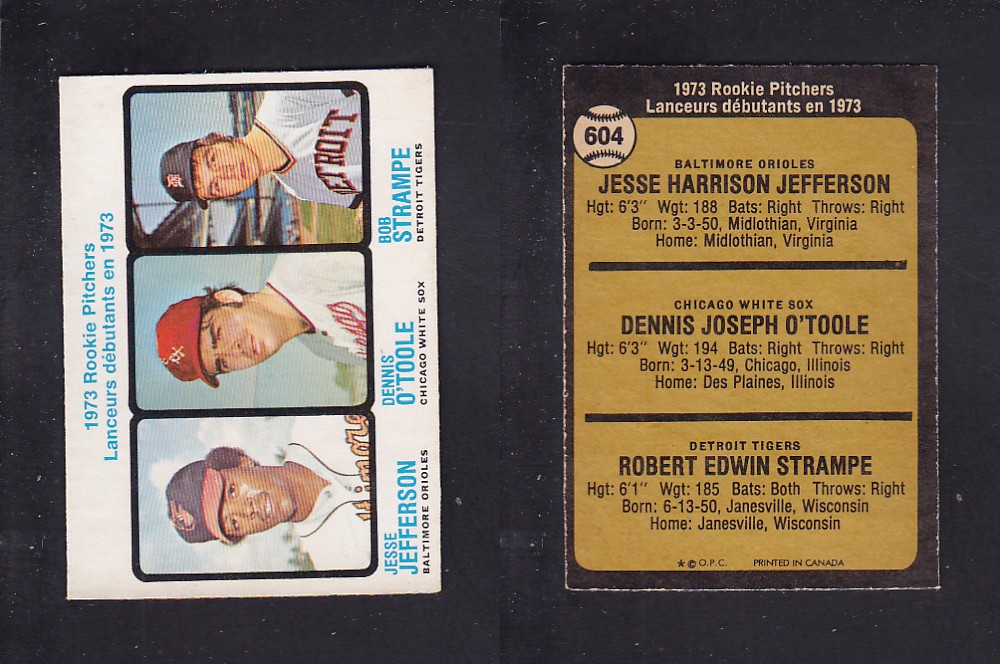 1973 Rookie Pitchers
Lanceurs débutants en 1973
JESSE
JEFFERSON
BALTIMORE ORIOLES
DENNIS
O'TOOLE
CHICAGO WHITE SOX
BOB
STRAMPE
DETROIT TIGERS
DETROIT
1973 Rookie Pitchers
Lanceurs débutants en 1973
604
BALTIMORE ORIOLES
JESSE HARRISON JEFFERSON
Hgt: 6'3" Wgt: 188 Bats: Right Throws: Right
Born: 3-3-50, Midlothian, Virginia
Home: Midlothian, Virginia
CHICAGO WHITE SOX
DENNIS JOSEPH O'TOOLE
Hgt: 6'3" Wgt: 194 Bats: Right Throws: Right
Born: 3-13-49, Chicago, Illinois
Home: Des Plaines, Illinois
DETROIT TIGERS
ROBERT EDWIN STRAMPE
Hgt: 6'1" Wgt: 185 Bats: Both Throws: Right
Born: 6-13-50, Janesville, Wisconsin
Home: Janesville, Wisconsin
★ © O.P.C. PRINTED IN CANADA